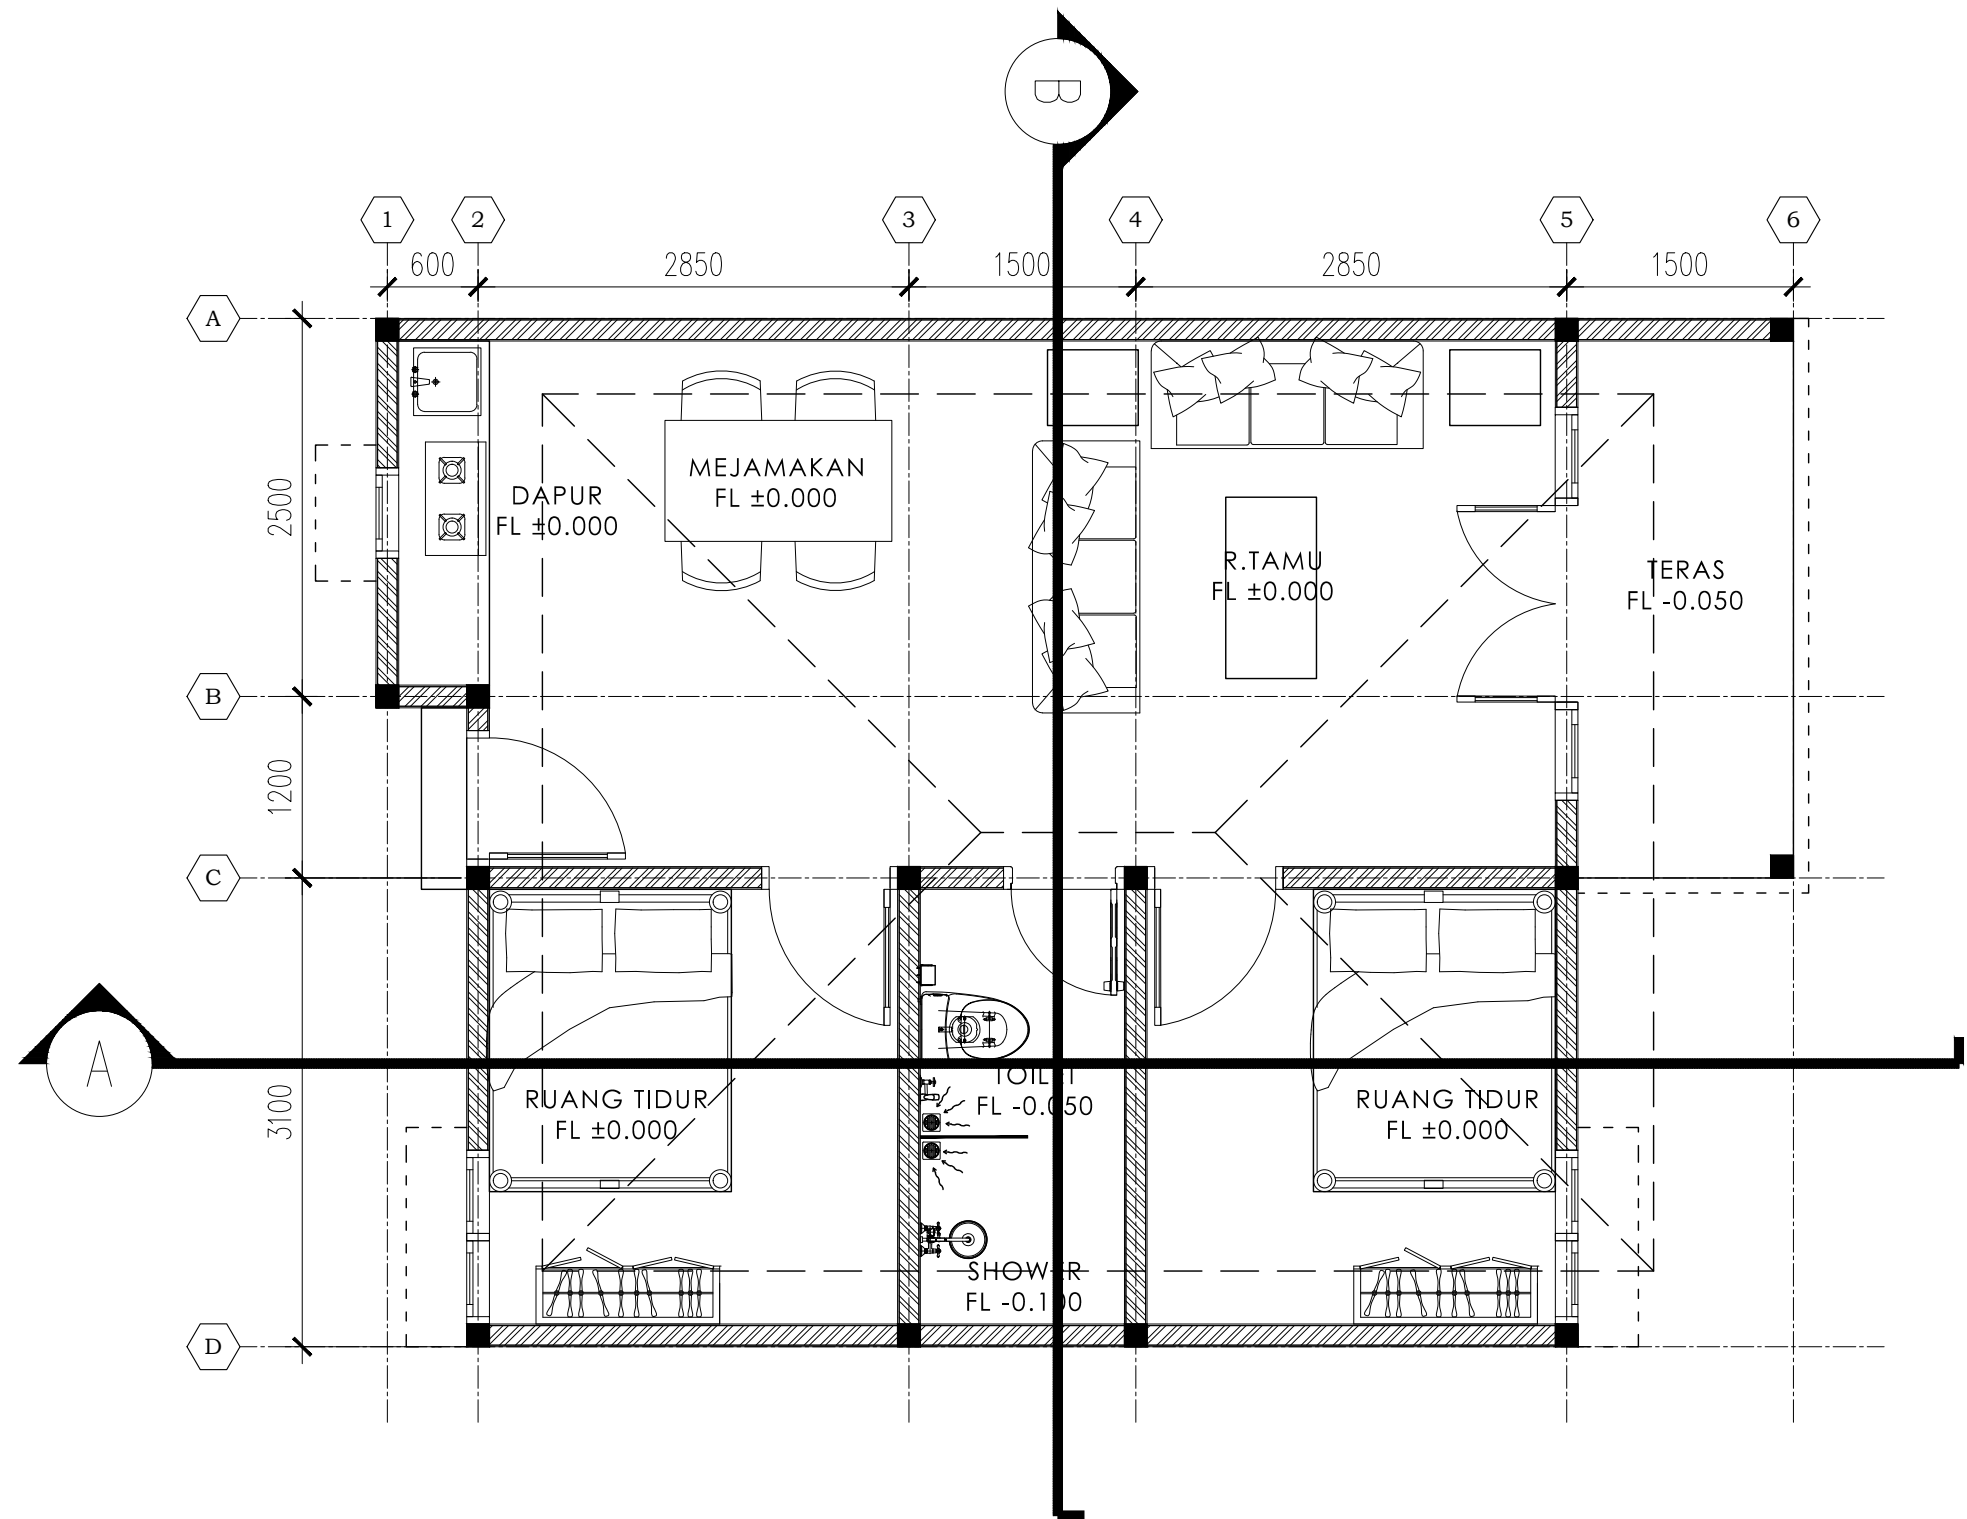 B
1 2 3 4 5 6
600 2850 1500 2850 1500
A
MEJAMAKAN
FL ±0.000
DAPUR
FL ±0.000
2500
R.TAMU
FL ±0.000
TERAS
FL -0.050
B
1200
C
A
3100
TOILET
FL -0.050
RUANG TIDUR
FL ±0.000
RUANG TIDUR
FL ±0.000
SHOWER
FL -0.100
D